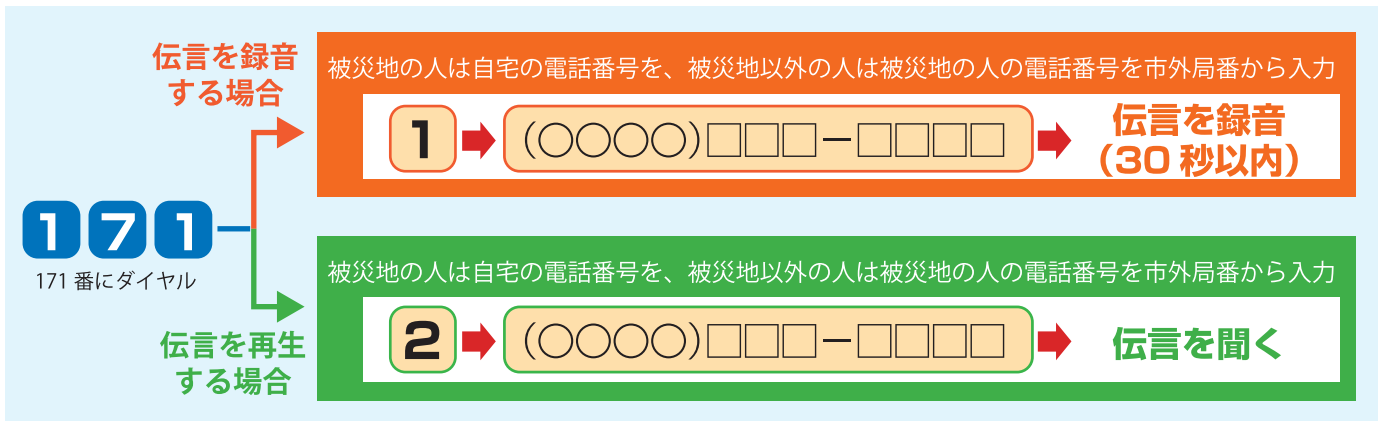 171
171 番にダイヤル
伝言を録音
する場合
被災地の人は自宅の電話番号を、被災地以外の人は被災地の人の電話番号を市外局番から入力
1
(○○○○)□□□−□□□□
伝言を録音
(30 秒以内)
伝言を再生
する場合
被災地の人は自宅の電話番号を、被災地以外の人は被災地の人の電話番号を市外局番から入力
2
(○○○○)□□□−□□□□
伝言を聞く